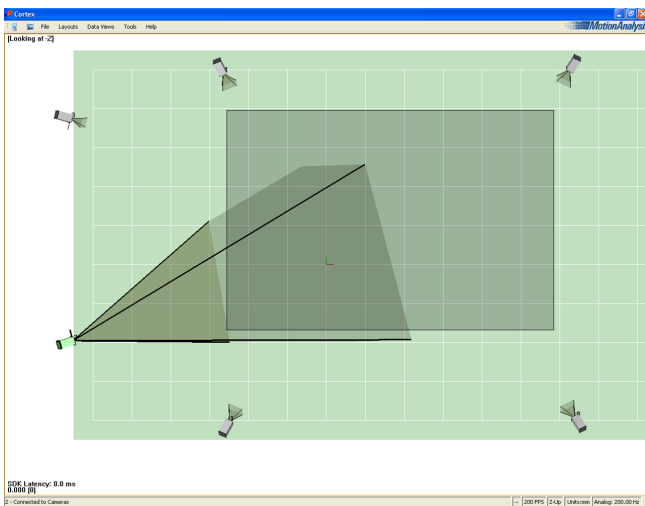 Cortex
File Layouts Data Views Tools Help
MotionAnalysi
[Looking at -Z]
SDK Latency: 0.0 ms
0.000 [0]
2 - Connected to Cameras
-- 200 FPS Z-Up Units:mm Analog: 200.00 Hz